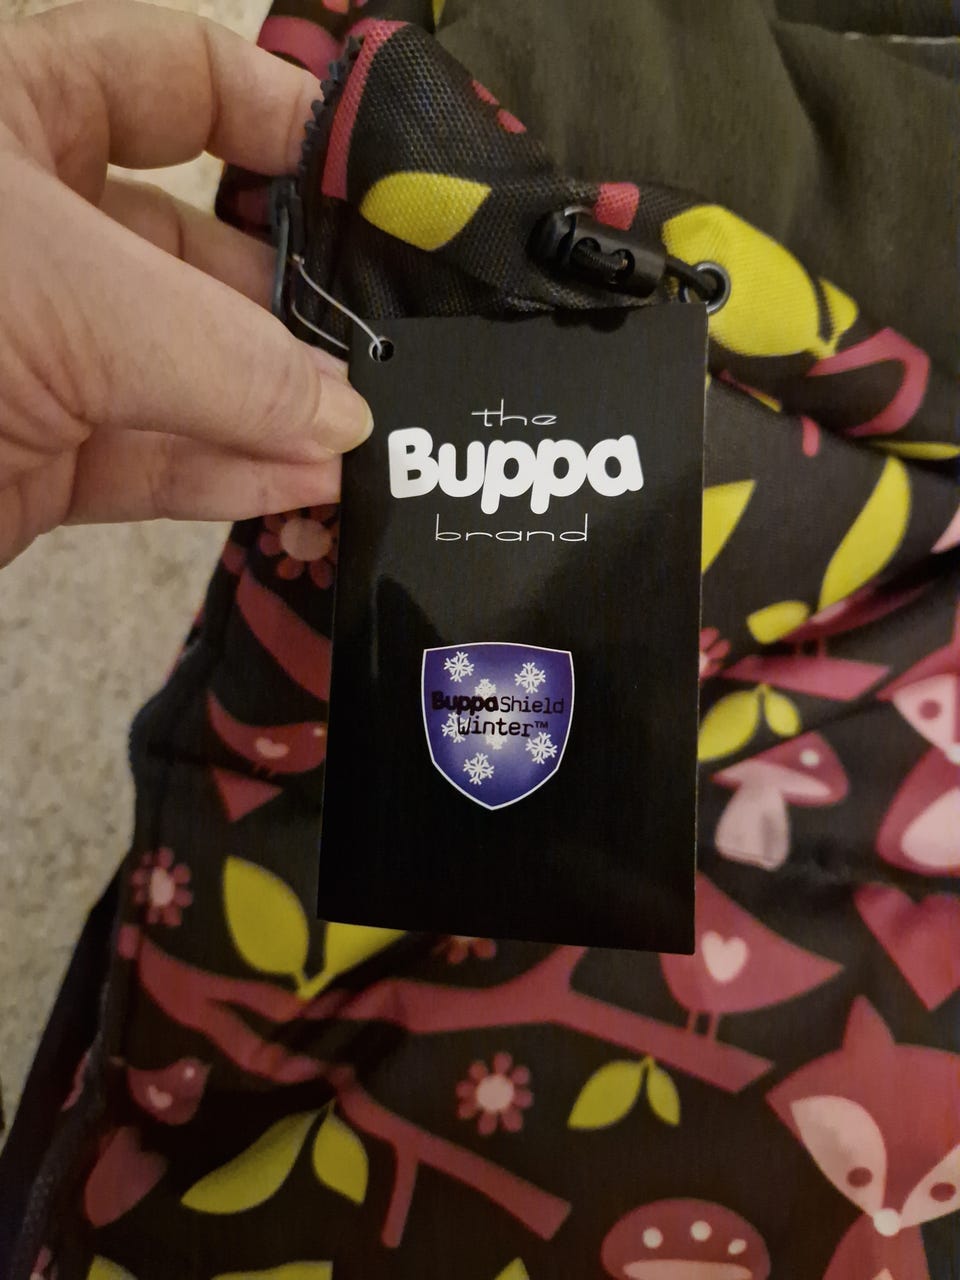 the
Buppa
brand
BuppaShield
Winter™